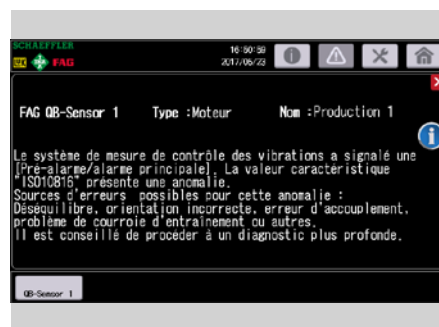 SCHAEFFLER
16:50:59
LUK FAG
2017/06/23
FAG QB-Sensor 1 Type :Moteur Nom :Production 1
Le système de mesure de contrôle des vibrations a signalé une
[Pré-alarme/alarme principale]. La valeur caractéristique
"ISO10816" présente une anomalie.
Sources d'erreurs possibles pour cette anomalie :
Déséquilibre, orientation incorrecte, erreur d'accouplement,
problème de courroie d'entraînement ou autres.
Il est conseillé de procéder à un diagnostic plus profonde.
QB-Sensor 1